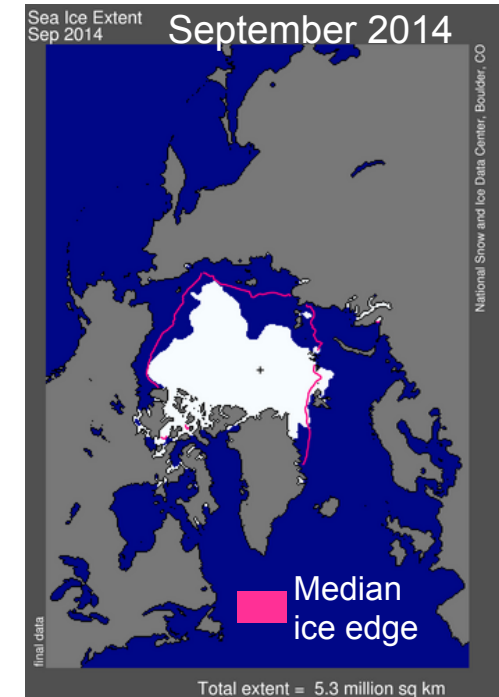 Sea Ice Extent
Sep 2014
September 2014
National Snow and Ice Data Center, Boulder, CO
Median
ice edge
final data
Total extent = 5.3 million sq km